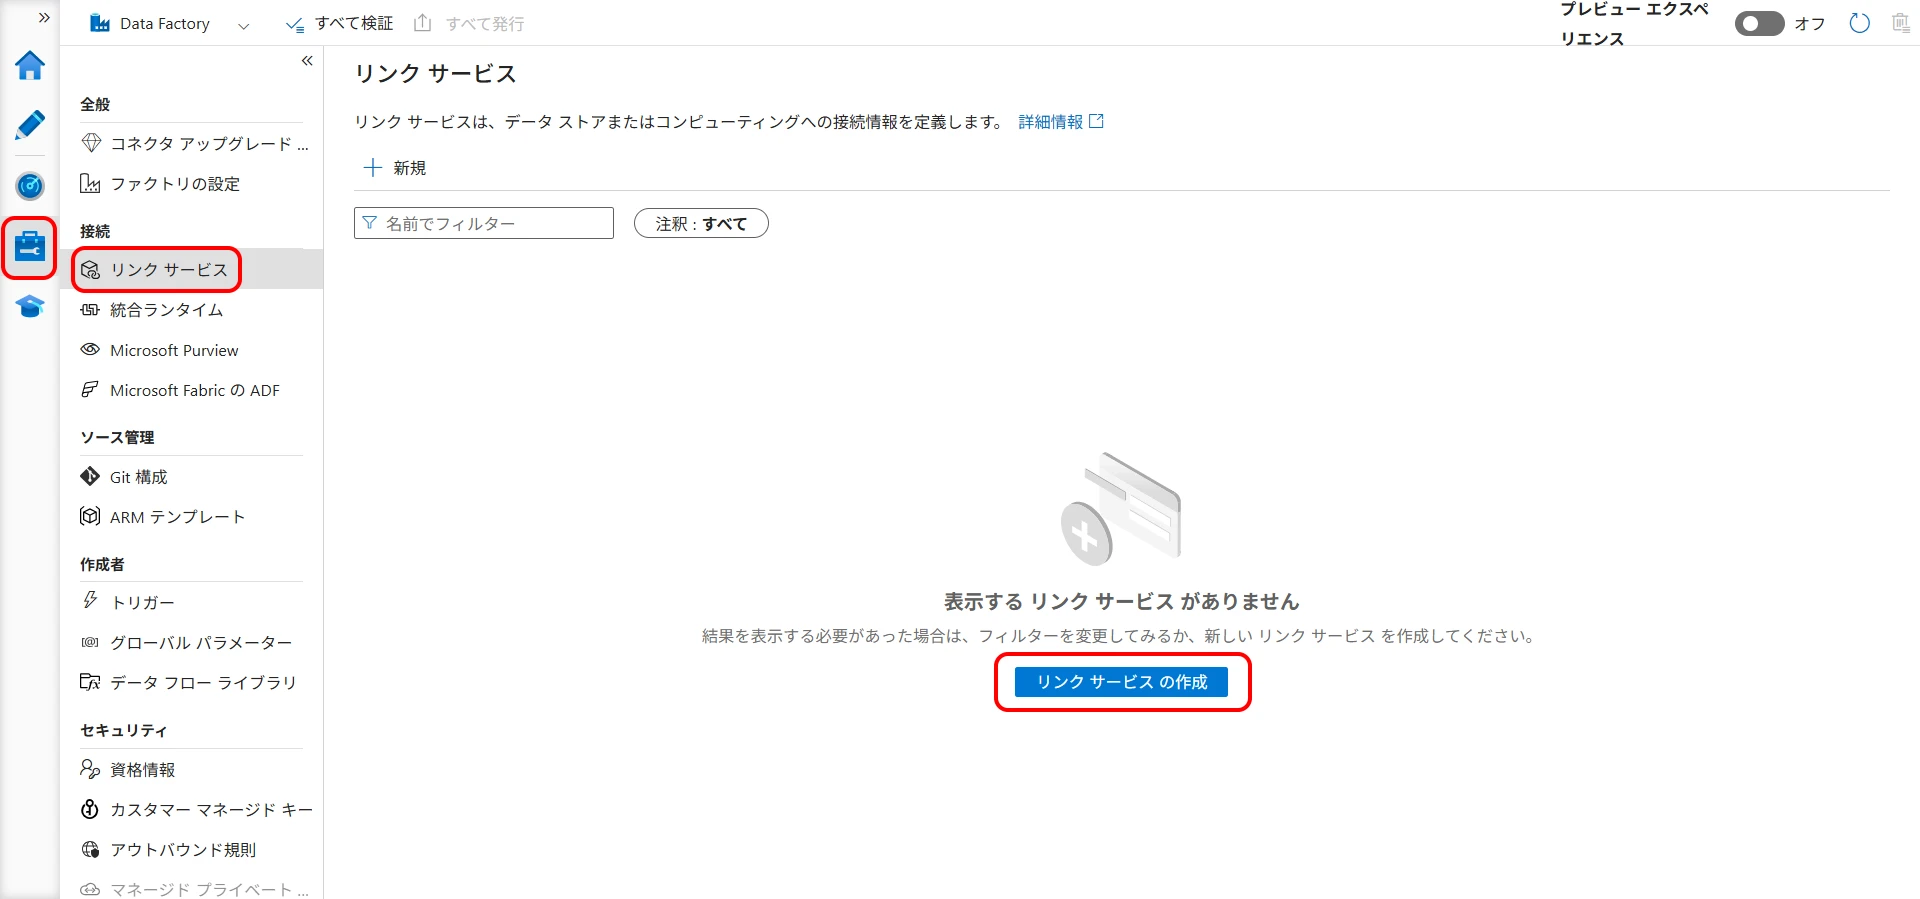 Data Factory
すべて検証
すべて発行
プレビュー エクスペ
リエンス
オフ
全般
コネクタ アップグレード ...
ファクトリの設定
接続
リンク サービス
統合ランタイム
Microsoft Purview
Microsoft Fabric の ADF
ソース管理
Git 構成
ARM テンプレート
作成者
トリガー
グローバル パラメーター
データ フロー ライブラリ
セキュリティ
資格情報
カスタマー マネージド キー
アウトバウンド規則
マネージド プライベート ...
リンク サービス
リンク サービスは、データ ストアまたはコンピューティングへの接続情報を定義します。 詳細情報
新規
名前でフィルター
注釈 : すべて
表示する リンク サービス がありません
結果を表示する必要があった場合は、フィルターを変更してみるか、新しい リンク サービス を作成してください。
リンク サービス の作成